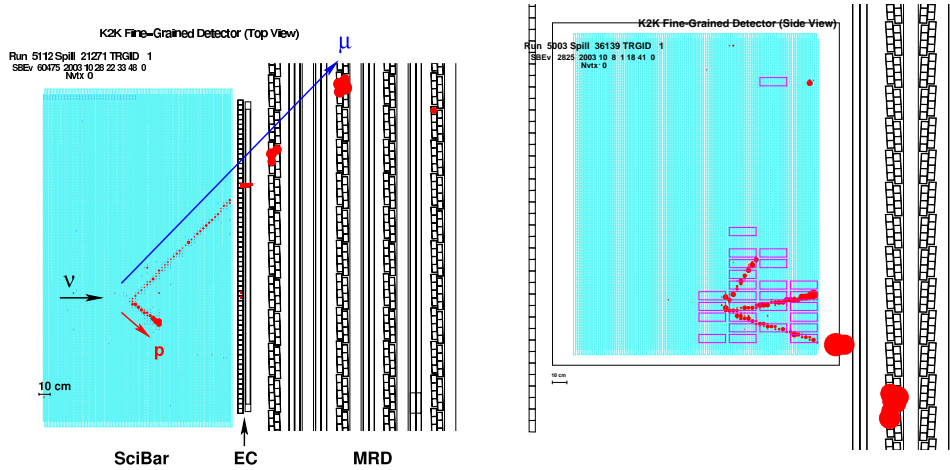 K2K Fine-Grained Detector (Top View)
Run 5112 Spill 21271 TRGID 1
SBEv 60475 2003 10 28 22 33 48 0
Nvtx 0
μ
ν
p
10 cm
SciBar
EC
MRD
K2K Fine-Grained Detector (Side View)
Run 5003 Spill 36139 TRGID 1
SBEv 2825 2003 10 8 1 18 41 0
Nvtx 0
10 cm